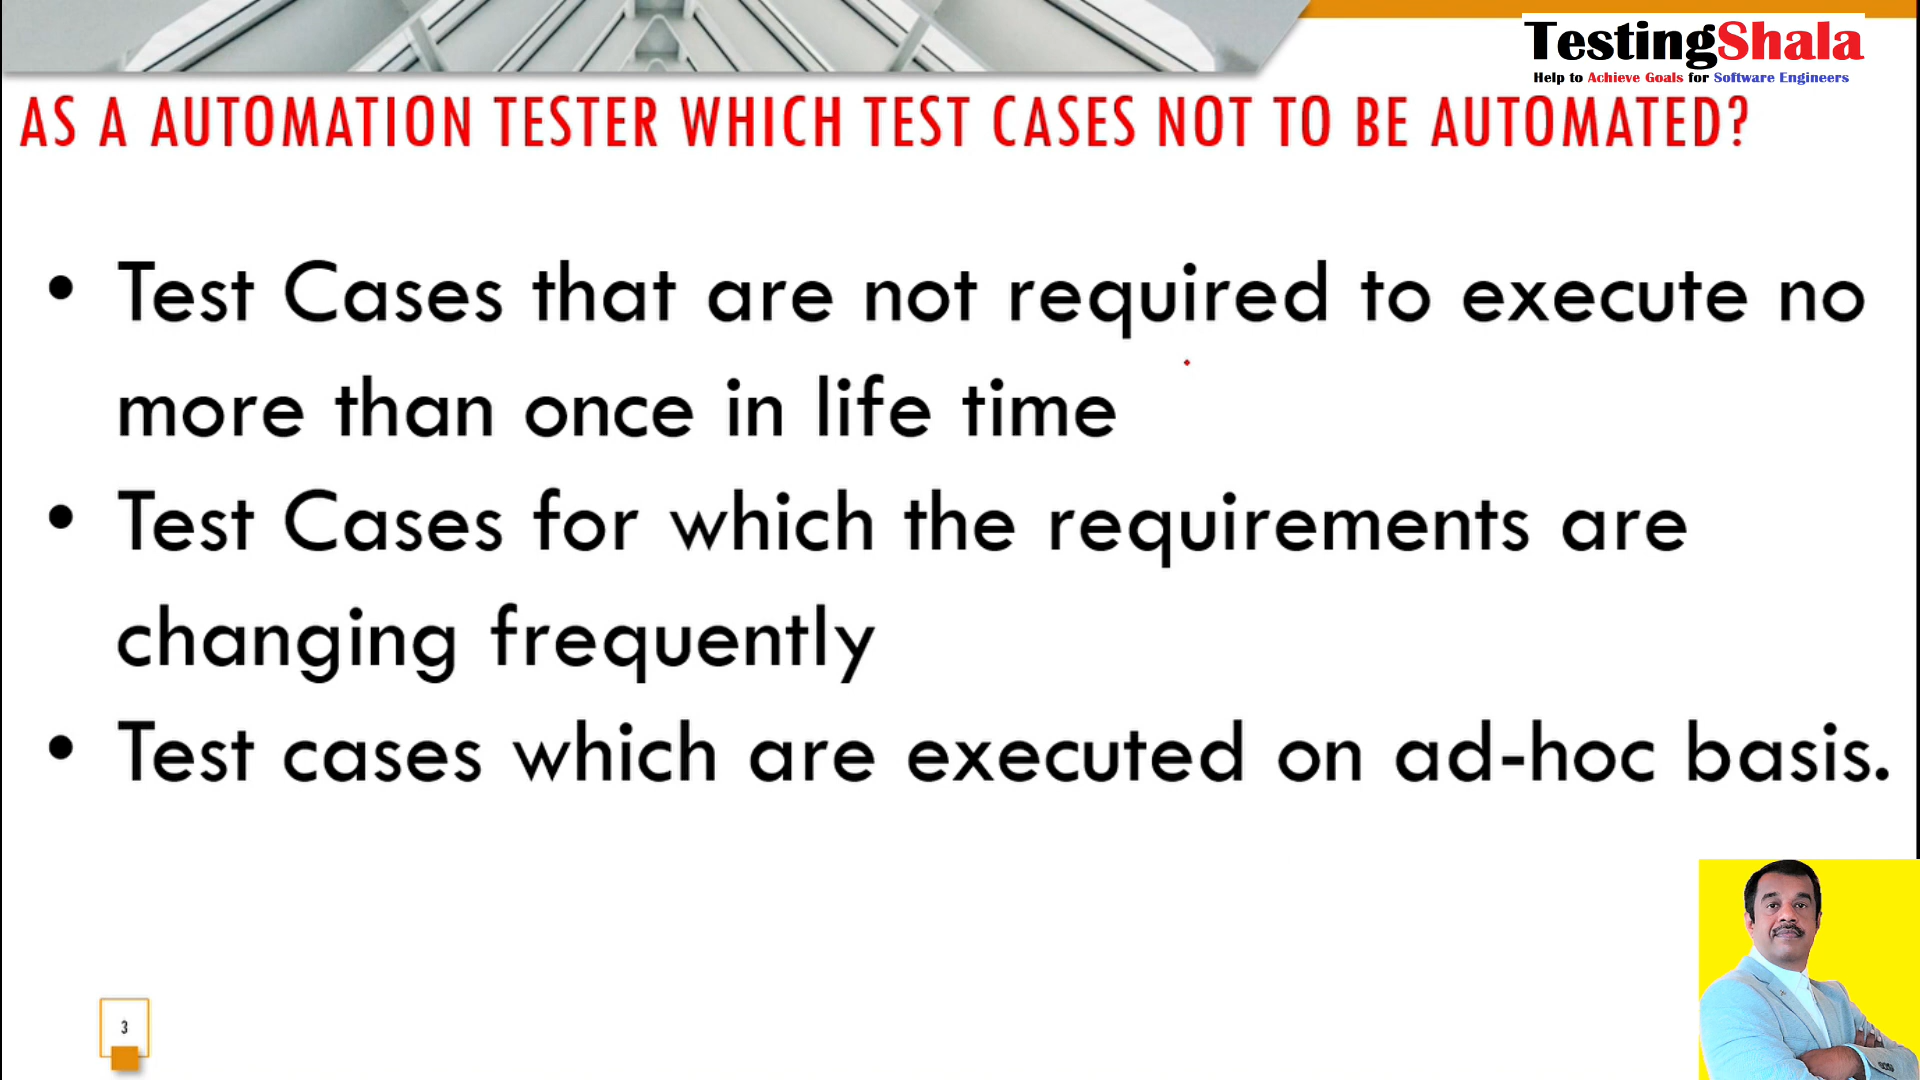 TestingShala
Help to Achieve Goals for Software Engineers
AS A AUTOMATION TESTER WHICH TEST CASES NOT TO BE AUTOMATED?
• Test Cases that are not required to execute no
more than once in life time
• Test Cases for which the requirements are
changing frequently
• Test cases which are executed on ad-hoc basis.
3